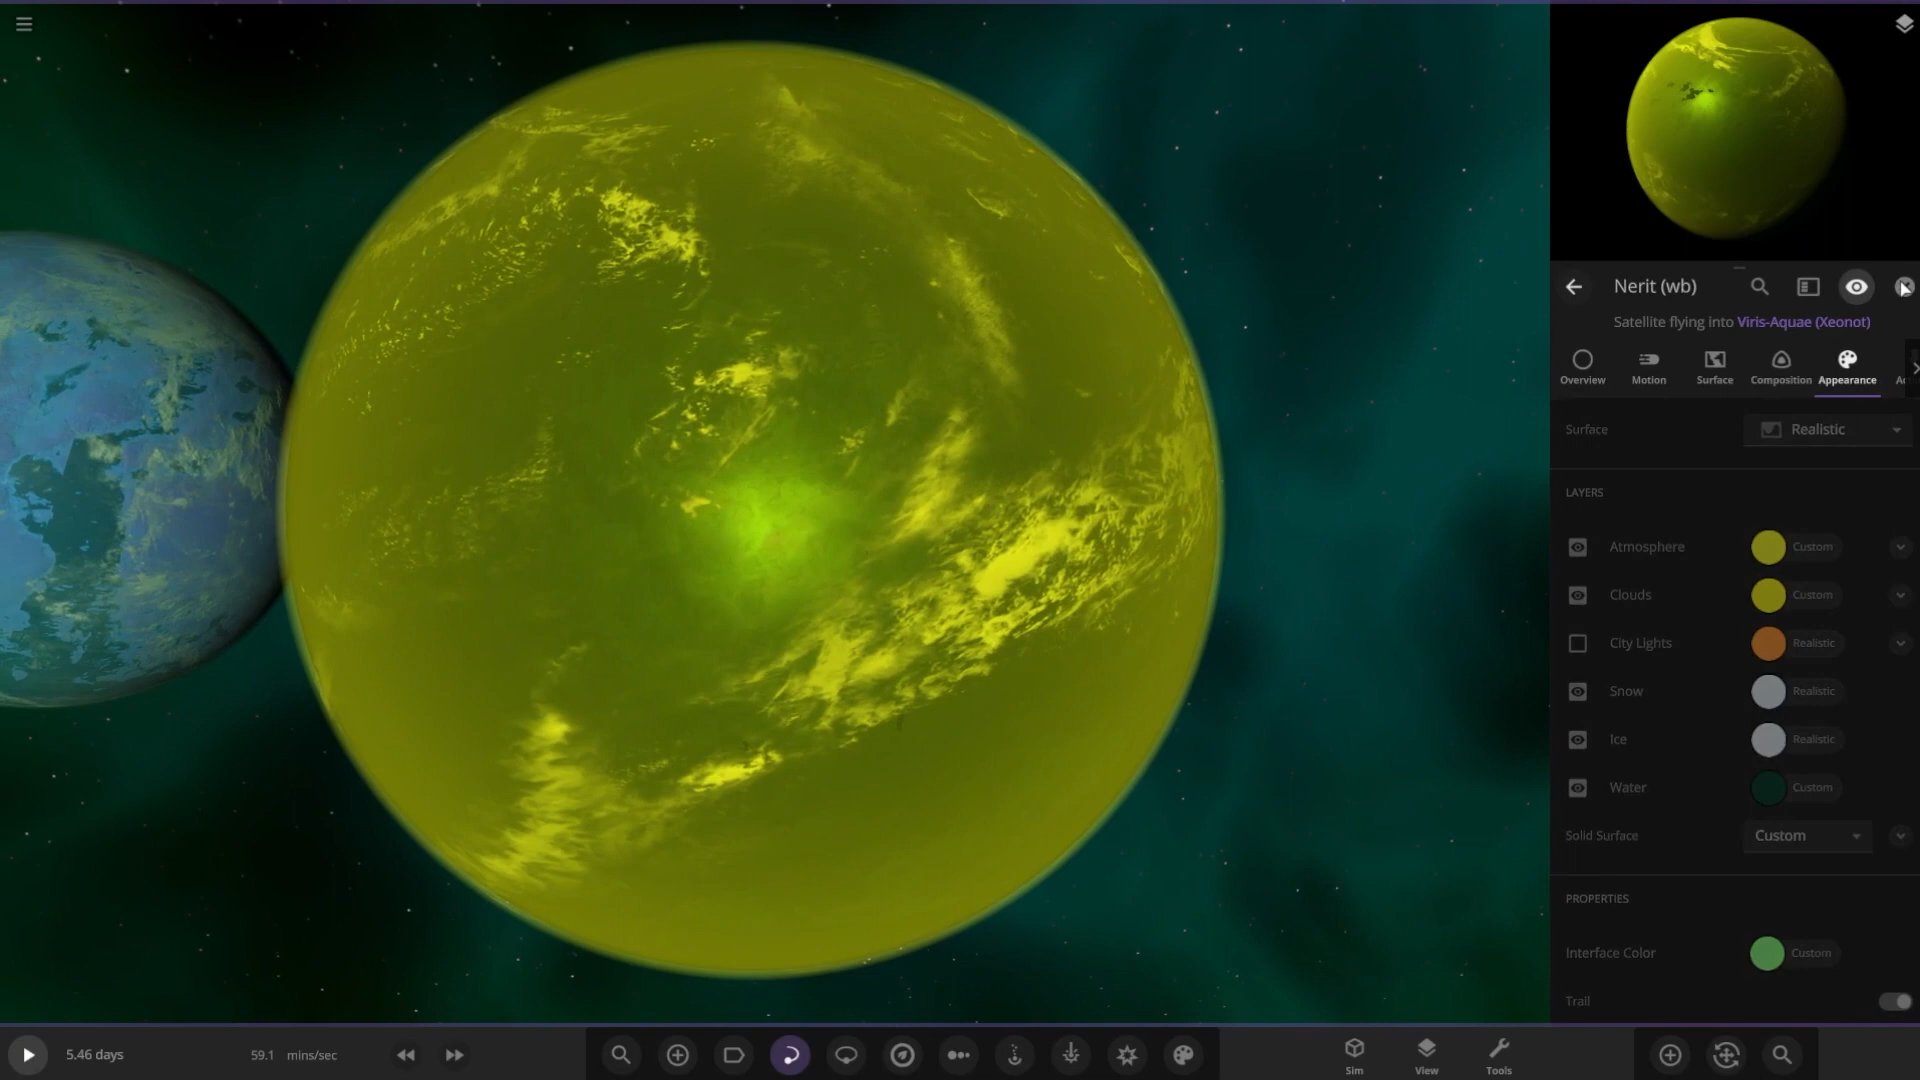 Nerit (wb)
Satellite flying into Viris-Aquae (Xeonot)
Overview
Motion
Surface
Composition
Appearance
Surface
Realistic
LAYERS
Atmosphere
Custom
Clouds
Custom
City Lights
Realistic
Snow
Realistic
Ice
Realistic
Water
Custom
Solid Surface
Custom
PROPERTIES
Interface Color
Custom
Trail
5.46 days
59.1 mins/sec
Sim
View
Tools